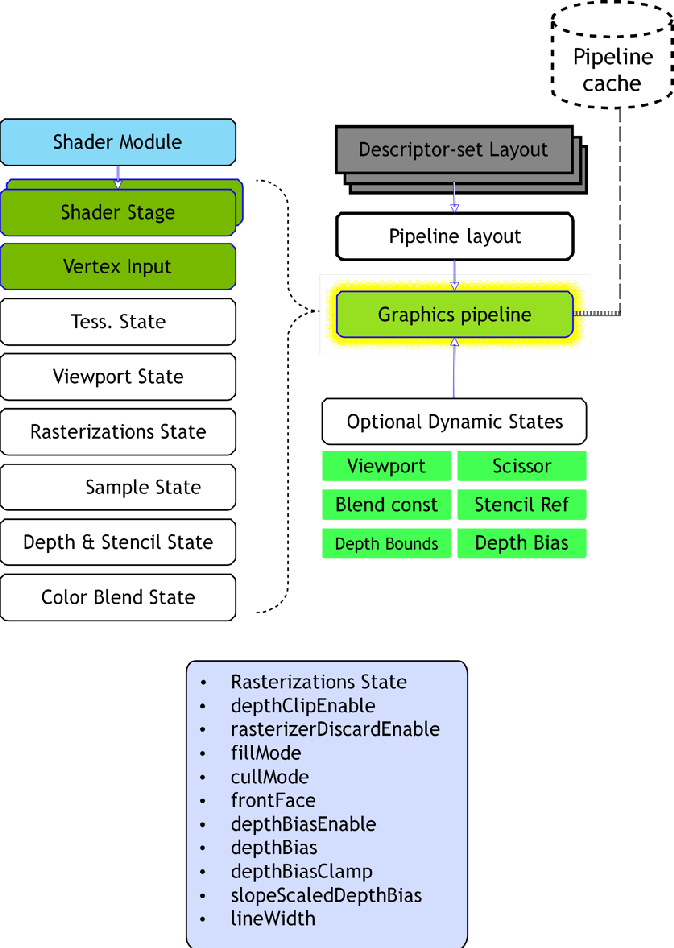 Pipeline
cache
Shader Module
Shader Stage
Vertex Input
Tess. State
Viewport State
Rasterizations State
Sample State
Depth & Stencil State
Color Blend State
Descriptor-set Layout
Pipeline layout
Graphics pipeline
Optional Dynamic States
Viewport
Scissor
Blend const
Stencil Ref
Depth Bounds
Depth Bias
• Rasterizations State
• depthClipEnable
• rasterizerDiscardEnable
• fillMode
• cullMode
• frontFace
• depthBiasEnable
• depthBias
• depthBiasClamp
• slopeScaledDepthBias
• lineWidth